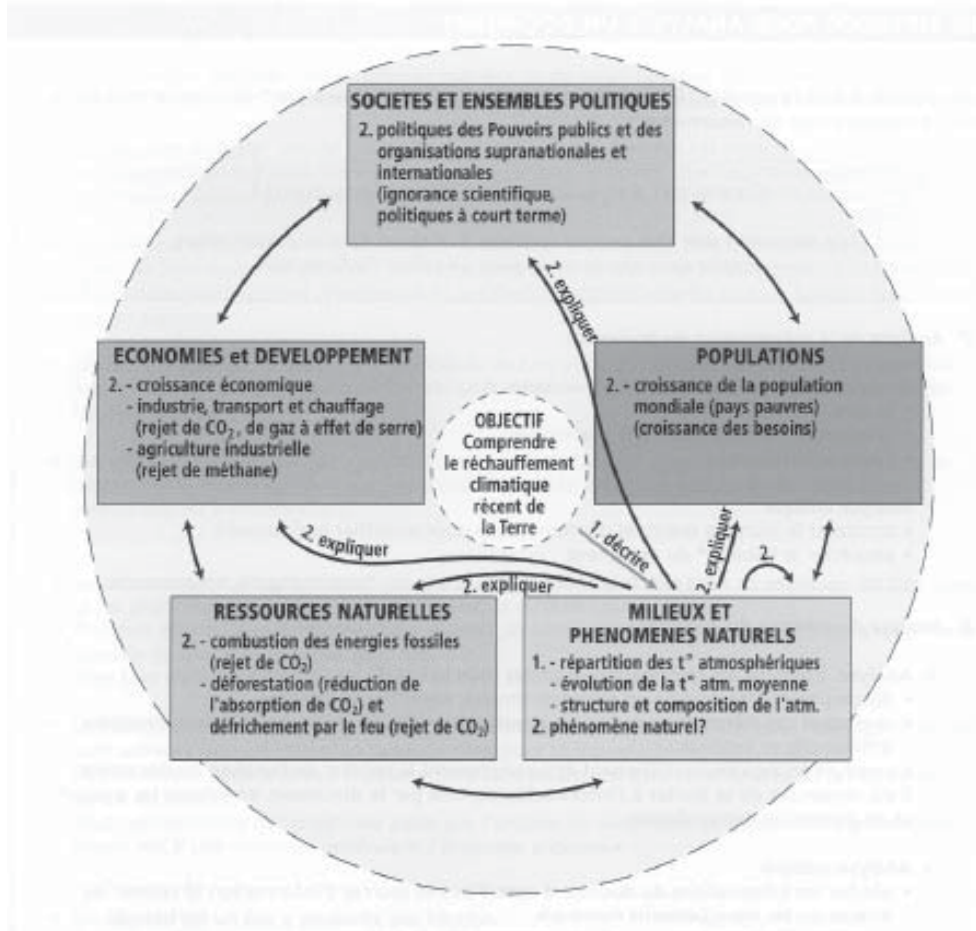 SOCIETES ET ENSEMBLES POLITIQUES
2. politiques des Pouvoirs publics et des
organisations supranationales et
internationales
(ignorance scientifique,
politiques à court terme)
2. expliquer
ECONOMIES et DEVELOPPEMENT
2. - croissance économique
- industrie, transport et chauffage
(rejet de CO₂, de gaz à effet de serre)
- agriculture industrielle
(rejet de méthane)
POPULATIONS
2. - croissance de la population
mondiale (pays pauvres)
(croissance des besoins)
OBJECTIF
Comprendre
le réchauffement
climatique
récent de
la Terre
2. expliquer
1. décrire
2. expliquer
2.
2. expliquer
RESSOURCES NATURELLES
2. - combustion des énergies fossiles
(rejet de CO₂)
- déforestation (réduction de
l'absorption de CO₂) et
défrichement par le feu (rejet de CO₂)
MILIEUX ET
PHENOMENES NATURELS
1. - répartition des t° atmosphériques
- évolution de la t° atm. moyenne
- structure et composition de l'atm.
2. phénomène naturel?